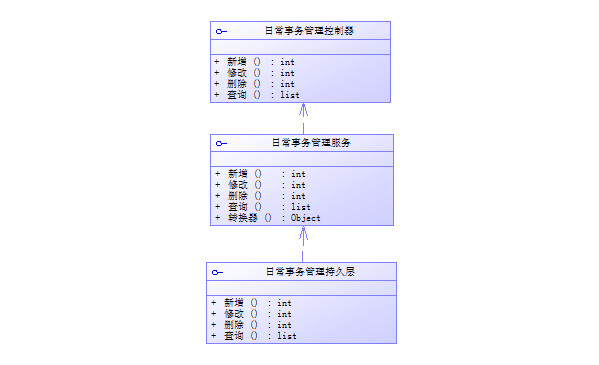 日常事务管理控制器
+ 新增 () : int
+ 修改 () : int
+ 删除 () : int
+ 查询 () : list
日常事务管理服务
+ 新增 () : int
+ 修改 () : int
+ 删除 () : int
+ 查询 () : list
+ 转换器 () : Object
日常事务管理持久层
+ 新增 () : int
+ 修改 () : int
+ 删除 () : int
+ 查询 () : list